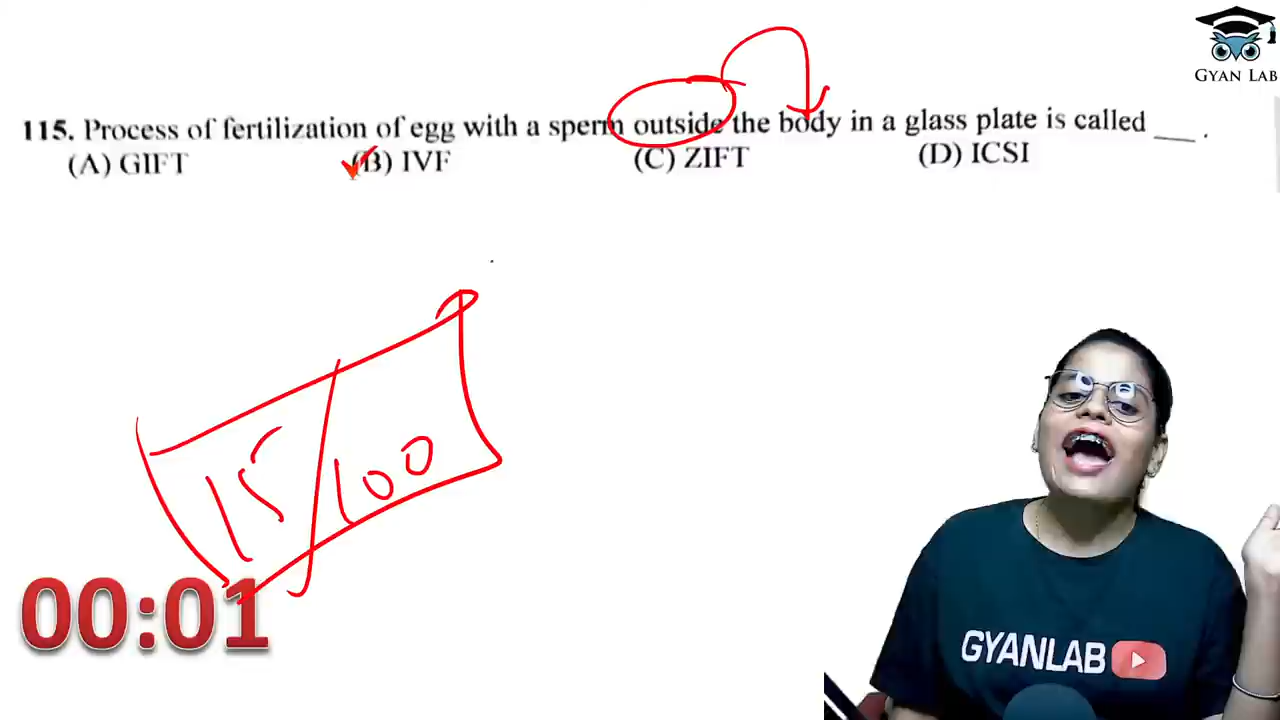 GYAN LAB
115. Process of fertilization of egg with a sperm outside the body in a glass plate is called ___ .
(A) GIFT (B) IVF (C) ZIFT (D) ICSI
15/100
00:01
GYANLAB